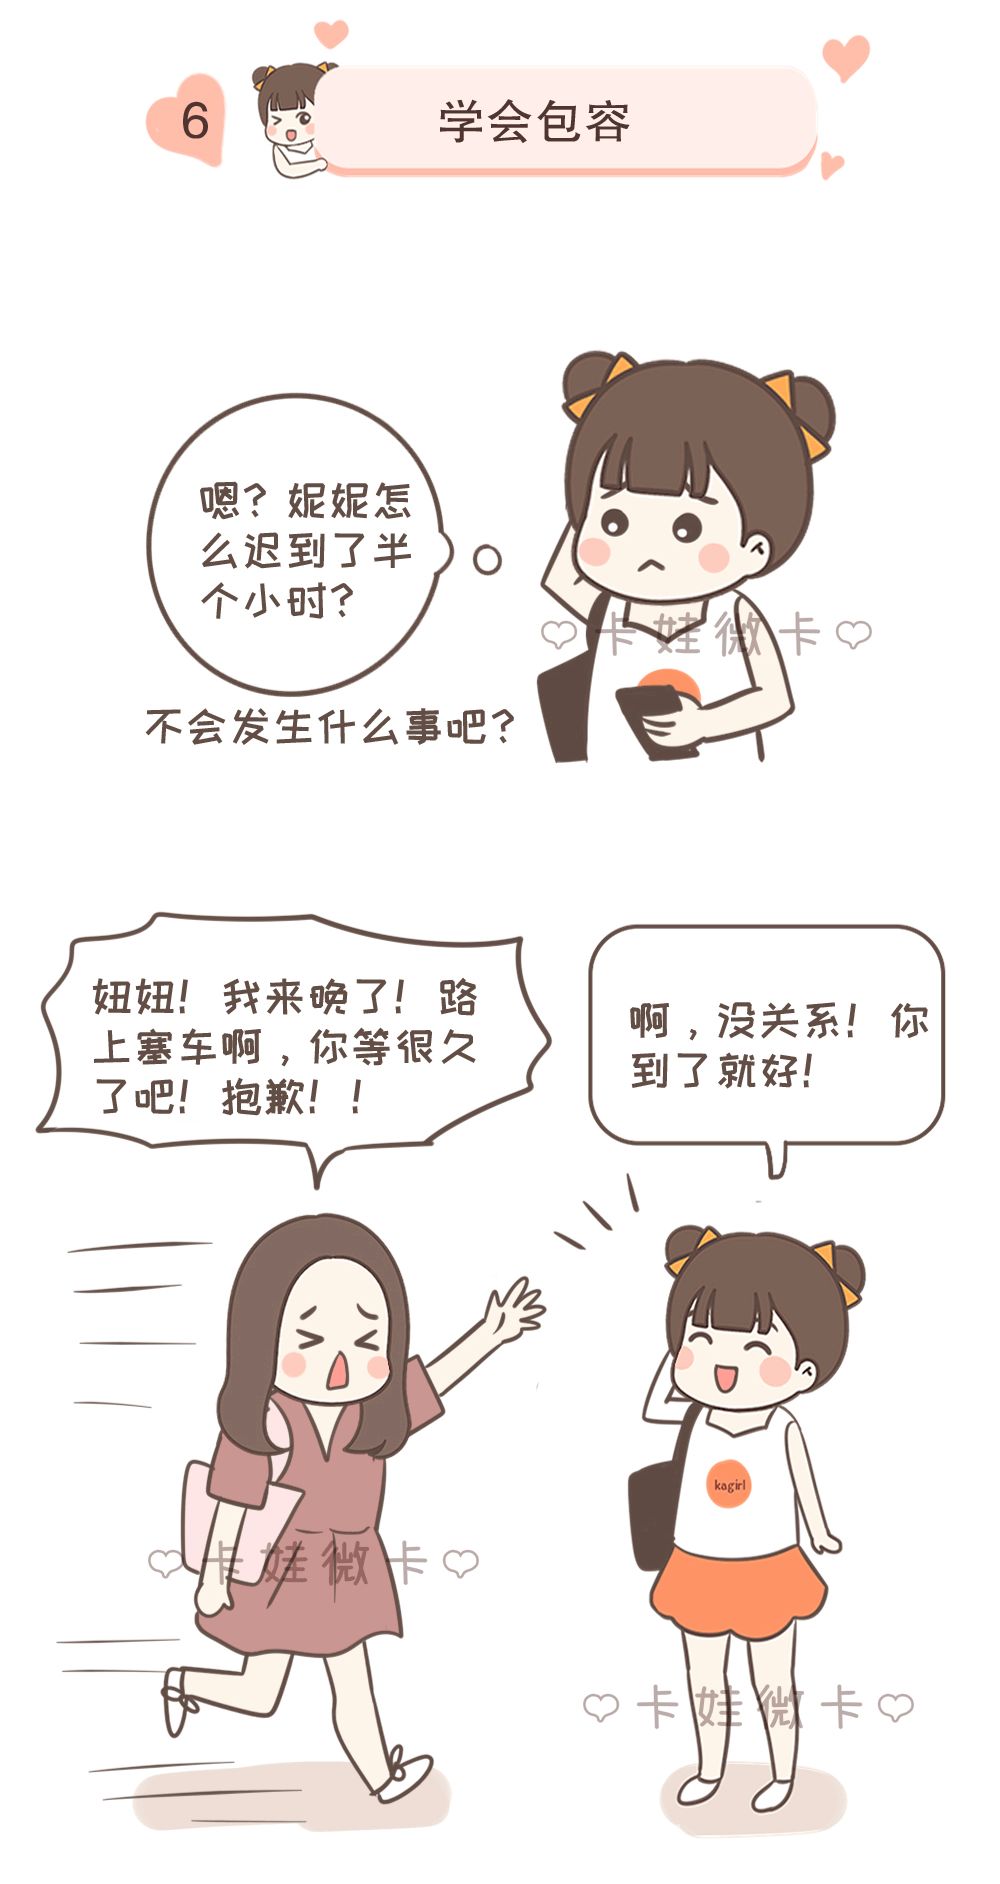 6
学会包容
嗯？妮妮怎
么迟到了半
个小时？
不会发生什么事吧？
♡卡娃微卡♡
妞妞！我来晚了！路
上塞车啊，你等很久
了吧！抱歉！！
啊，没关系！你
到了就好！
kagirl
♡卡娃微卡♡
♡卡娃微卡♡